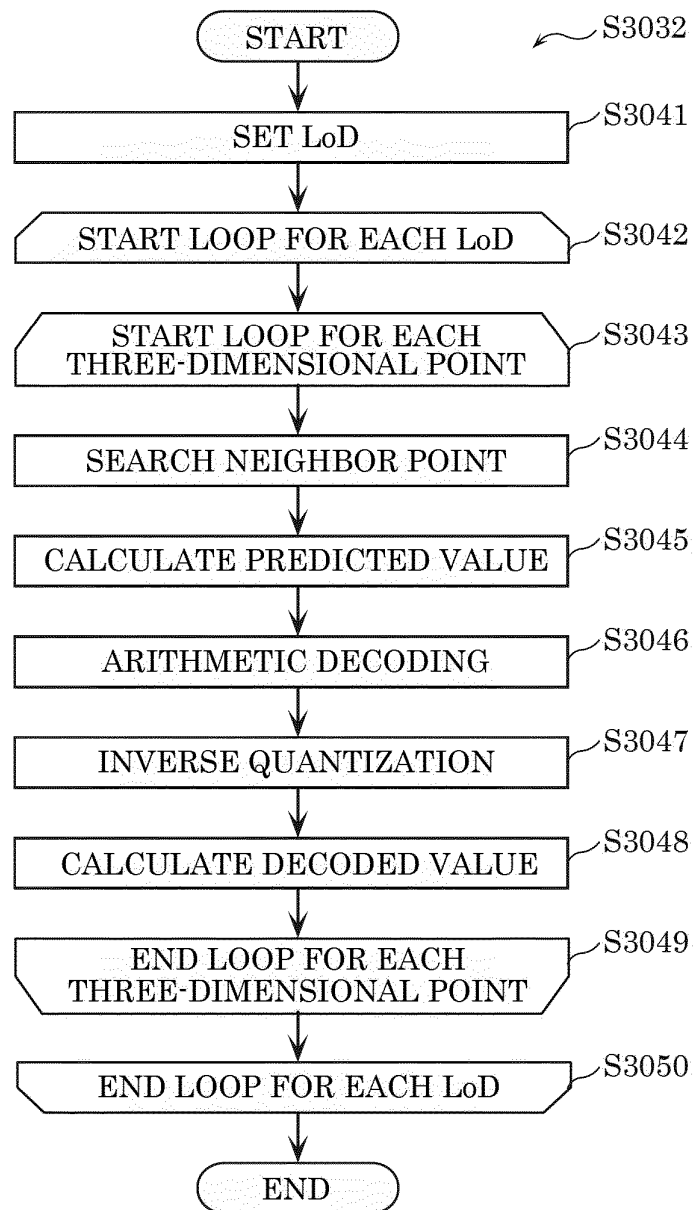 START
S3032
SET LoD
S3041
START LOOP FOR EACH LoD
S3042
START LOOP FOR EACH
THREE-DIMENSIONAL POINT
S3043
SEARCH NEIGHBOR POINT
S3044
CALCULATE PREDICTED VALUE
S3045
ARITHMETIC DECODING
S3046
INVERSE QUANTIZATION
S3047
CALCULATE DECODED VALUE
S3048
END LOOP FOR EACH
THREE-DIMENSIONAL POINT
S3049
END LOOP FOR EACH LoD
S3050
END